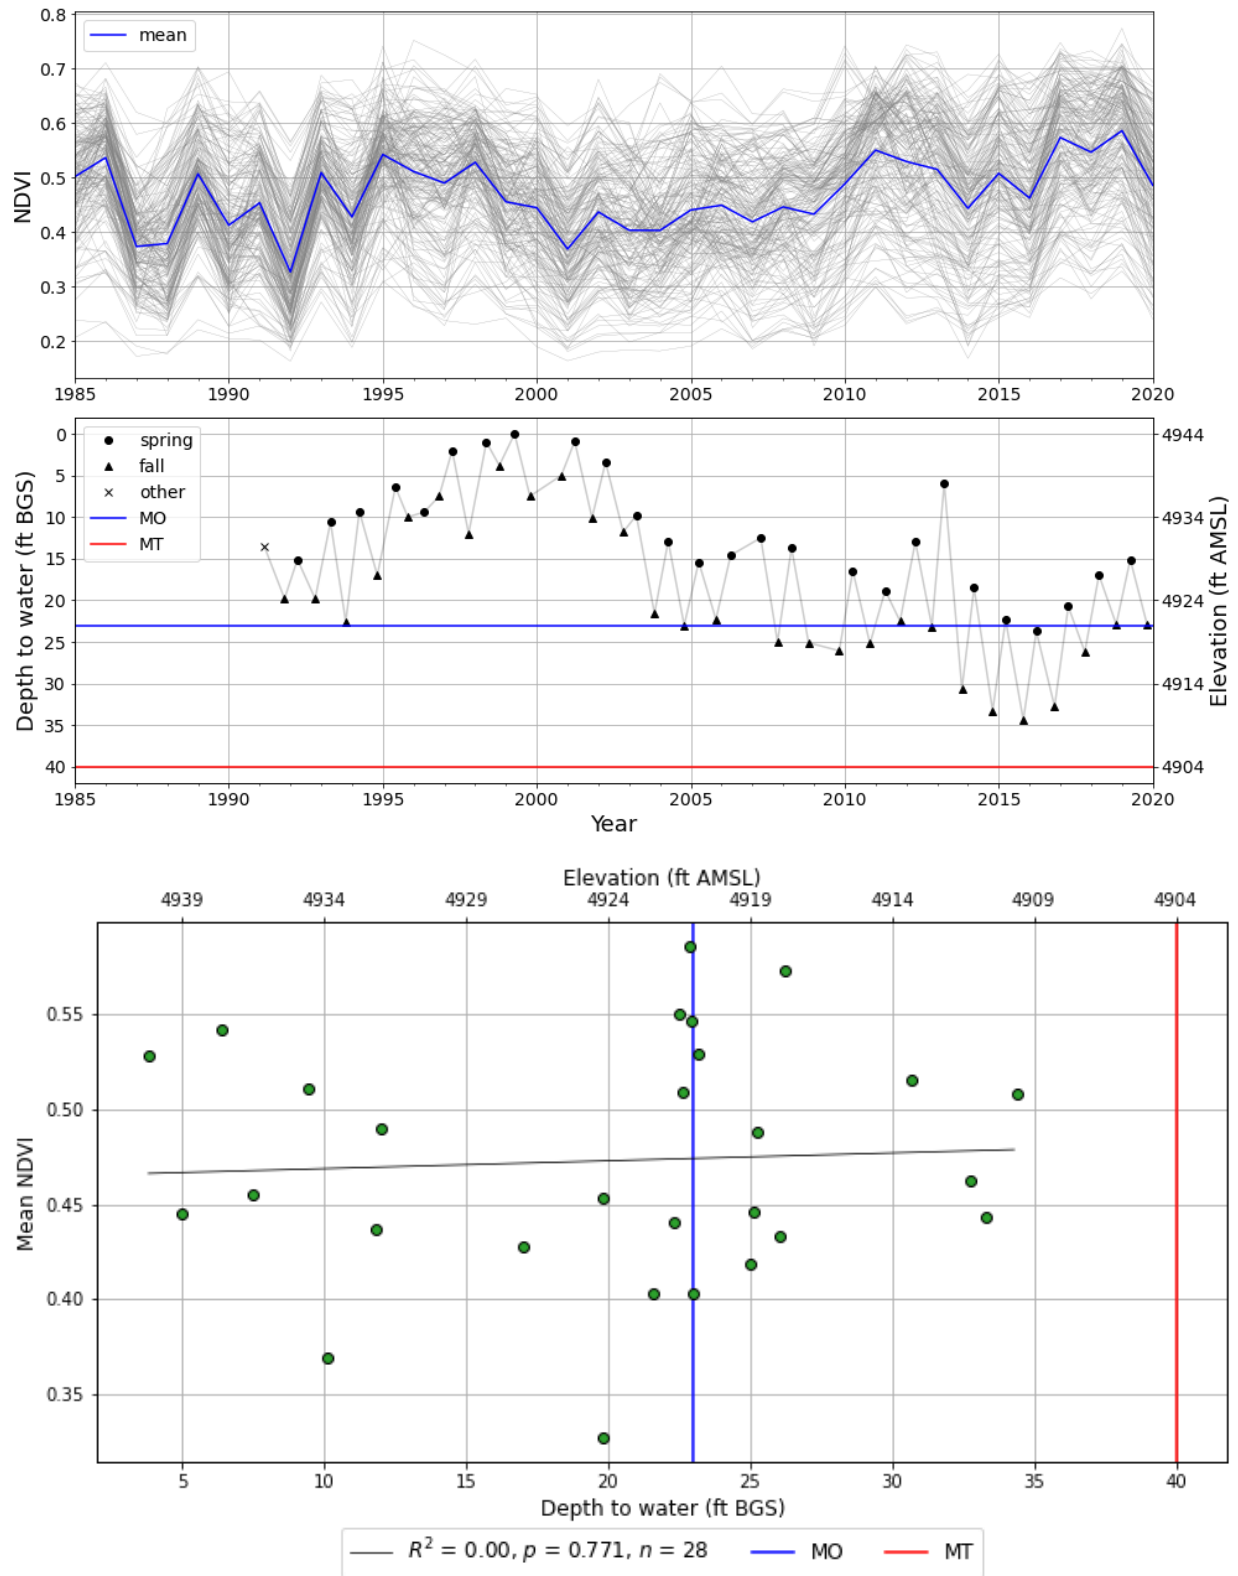 0.8
mean
0.7
0.6
0.5
0.4
0.3
0.2
NDVI
1985 1990 1995 2000 2005 2010 2015 2020
0 4944
spring
fall
other
MO
MT
5
10 4934
15
20 4924
25
30 4914
35
40 4904
Depth to water (ft BGS)
Elevation (ft AMSL)
1985 1990 1995 2000 2005 2010 2015 2020
Year
Elevation (ft AMSL)
4939 4934 4929 4924 4919 4914 4909 4904
0.55
0.50
0.45
0.40
0.35
Mean NDVI
5 10 15 20 25 30 35 40
Depth to water (ft BGS)
R² = 0.00, p = 0.771, n = 28 MO MT